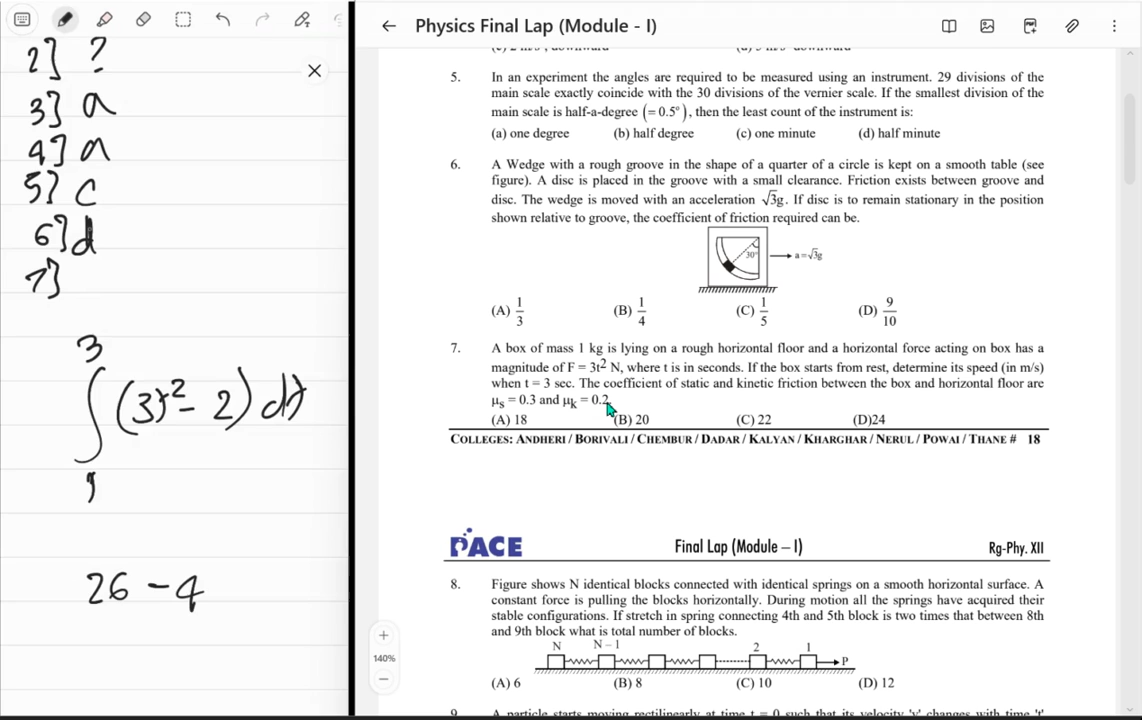 2] ?
3] a
4] a
5] c
6] d
7]
3
∫ (3t² - 2) dt
1
26 - 4
Physics Final Lap (Module - I)
5. In an experiment the angles are required to be measured using an instrument. 29 divisions of the
main scale exactly coincide with the 30 divisions of the vernier scale. If the smallest division of the
main scale is half-a-degree (= 0.5°), then the least count of the instrument is:
(a) one degree (b) half degree (c) one minute (d) half minute
6. A Wedge with a rough groove in the shape of a quarter of a circle is kept on a smooth table (see
figure). A disc is placed in the groove with a small clearance. Friction exists between groove and
disc. The wedge is moved with an acceleration √3g. If disc is to remain stationary in the position
shown relative to groove, the coefficient of friction required can be.
30° a=√3g
(A) 1/3 (B) 1/4 (C) 1/5 (D) 9/10
7. A box of mass 1 kg is lying on a rough horizontal floor and a horizontal force acting on box has a
magnitude of F = 3t² N, where t is in seconds. If the box starts from rest, determine its speed (in m/s)
when t = 3 sec. The coefficient of static and kinetic friction between the box and horizontal floor are
μs = 0.3 and μk = 0.2.
(A) 18 (B) 20 (C) 22 (D)24
COLLEGES: ANDHERI / BORIVALI / CHEMBUR / DADAR / KALYAN / KHARGHAR / NERUL / POWAI / THANE # 18
PACE Final Lap (Module – I) Rg-Phy. XII
8. Figure shows N identical blocks connected with identical springs on a smooth horizontal surface. A
constant force is pulling the blocks horizontally. During motion all the springs have acquired their
stable configurations. If stretch in spring connecting 4th and 5th block is two times that between 8th
and 9th block what is total number of blocks.
N N – 1 2 1
P
140%
(A) 6 (B) 8 (C) 10 (D) 12
9. A particle starts moving rectilinearly at time t = 0 such that its velocity 'v' changes with time 't'